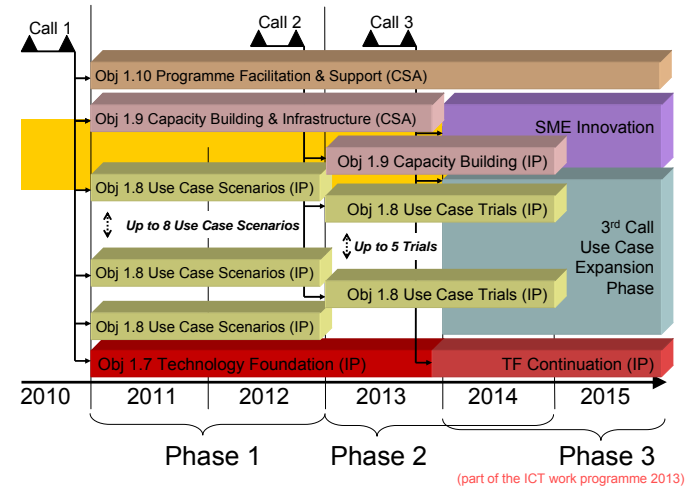 Call 1
Call 2
Call 3
Obj 1.10 Programme Facilitation & Support (CSA)
Obj 1.9 Capacity Building & Infrastructure (CSA)
SME Innovation
Obj 1.9 Capacity Building (IP)
Obj 1.8 Use Case Scenarios (IP)
Obj 1.8 Use Case Trials (IP)
Up to 8 Use Case Scenarios
Up to 5 Trials
3rd Call
Use Case
Expansion
Phase
Obj 1.8 Use Case Scenarios (IP)
Obj 1.8 Use Case Trials (IP)
Obj 1.8 Use Case Scenarios (IP)
Obj 1.7 Technology Foundation (IP)
TF Continuation (IP)
2010
2011
2012
2013
2014
2015
Phase 1
Phase 2
Phase 3
(part of the ICT work programme 2013)